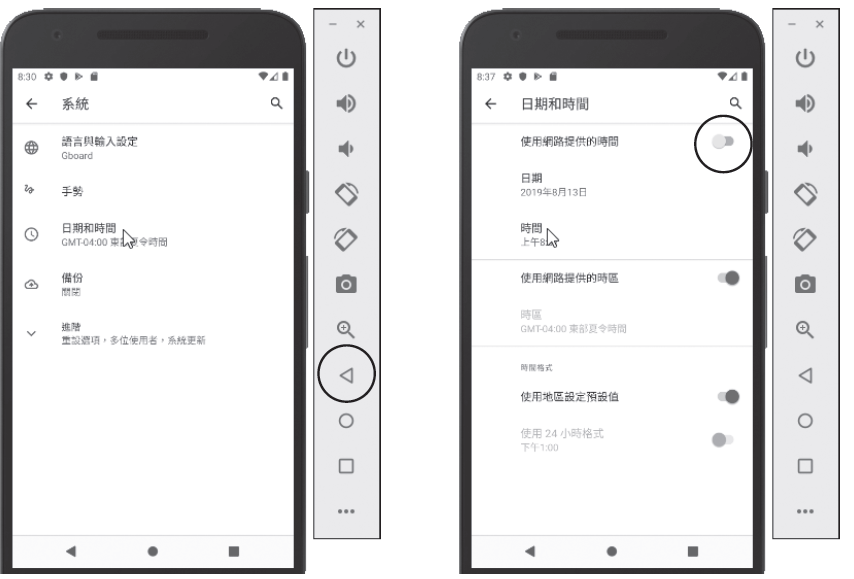 8:30
系統
語言與輸入設定
Gboard
手勢
日期和時間
GMT-04:00 東部夏令時間
備份
關閉
進階
重設選項，多位使用者，系統更新
8:37
日期和時間
使用網路提供的時間
日期
2019年8月13日
時間
上午8
使用網路提供的時區
時區
GMT-04:00 東部夏令時間
時間格式
使用地區設定預設值
使用 24 小時格式
下午1:00